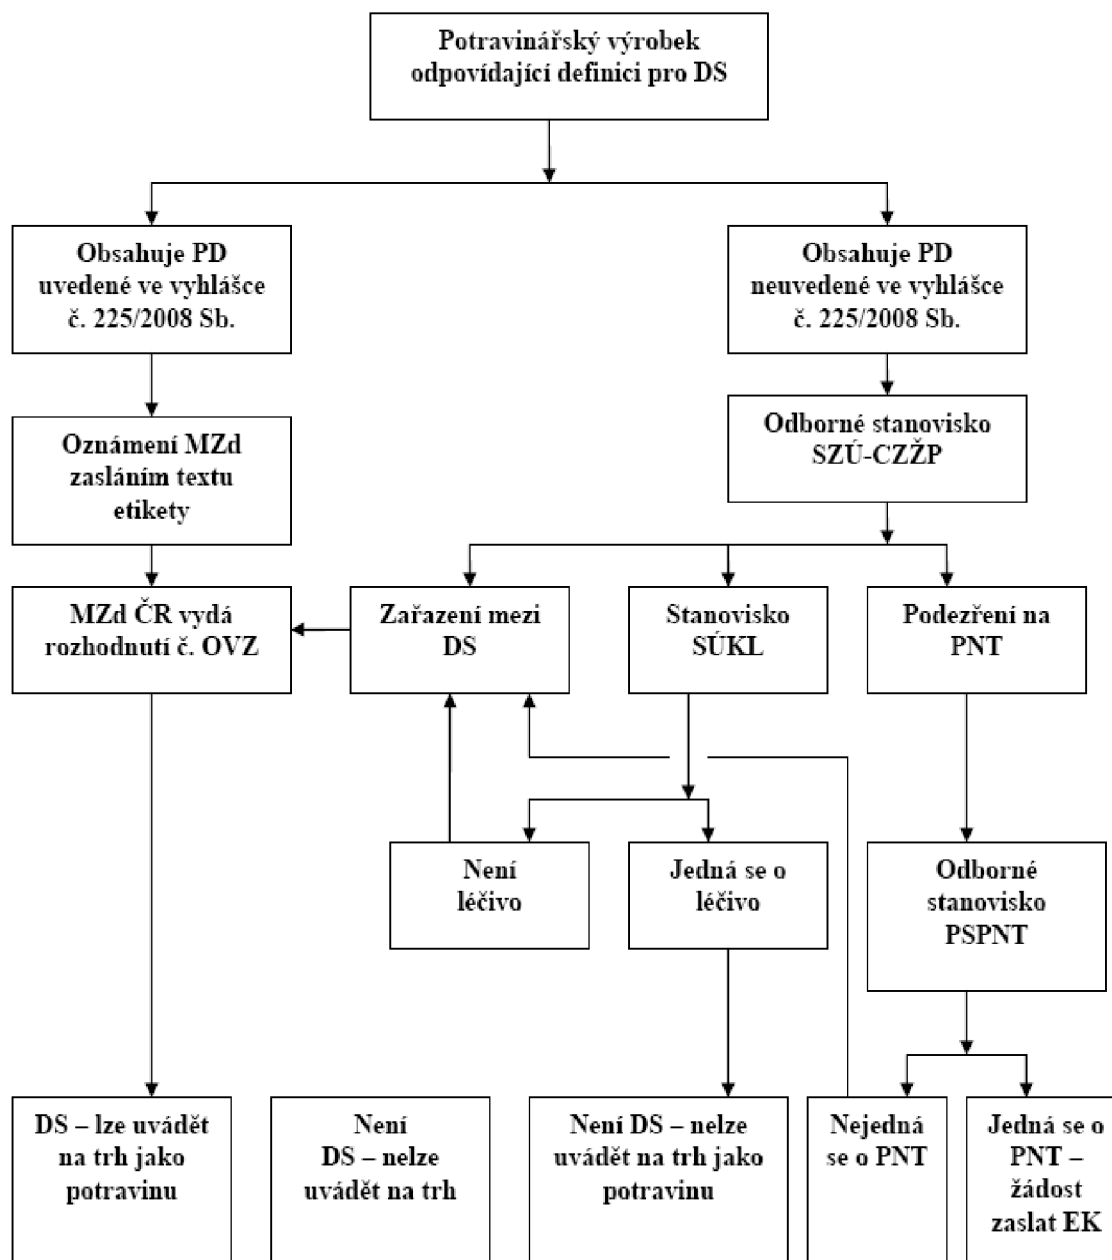 Potravinářský výrobek
odpovídající definici pro DS
Obsahuje PD
uvedené ve vyhlášce
č. 225/2008 Sb.
Obsahuje PD
neuvedené ve vyhlášce
č. 225/2008 Sb.
Oznámení MZd
zasláním textu
etikety
Odborné stanovisko
SZÚ-CZŽP
MZd ČR vydá
rozhodnutí č. OVZ
Zařazení mezi
DS
Stanovisko
SÚKL
Podezření na
PNT
Není
léčivo
Jedná se o
léčivo
Odborné
stanovisko
PSPNT
DS – lze uvádět
na trh jako
potravinu
Není
DS – nelze
uvádět na trh
Není DS – nelze
uvádět na trh jako
potravinu
Nejedná
se o PNT
Jedná se o
PNT –
žádost
zaslat EK